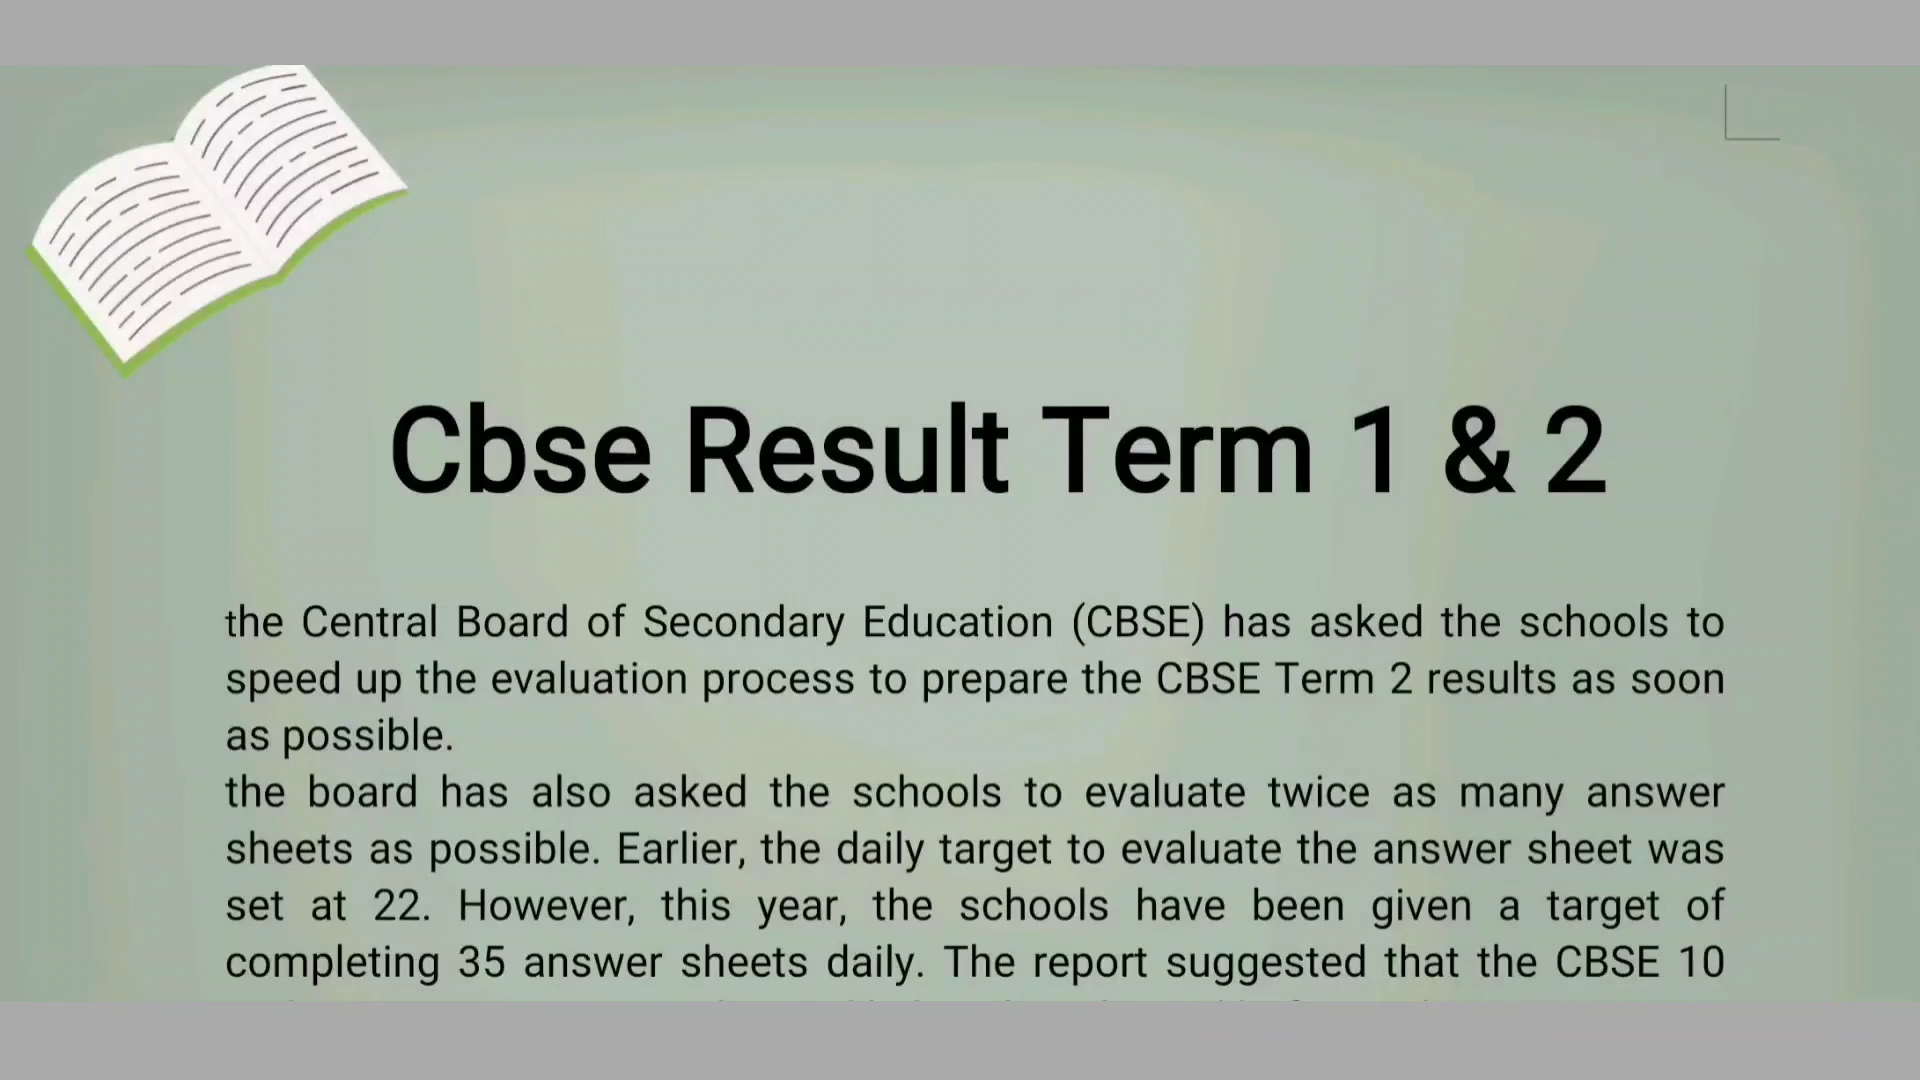 Cbse Result Term 1 & 2
the Central Board of Secondary Education (CBSE) has asked the schools to
speed up the evaluation process to prepare the CBSE Term 2 results as soon
as possible.
the board has also asked the schools to evaluate twice as many answer
sheets as possible. Earlier, the daily target to evaluate the answer sheet was
set at 22. However, this year, the schools have been given a target of
completing 35 answer sheets daily. The report suggested that the CBSE 10